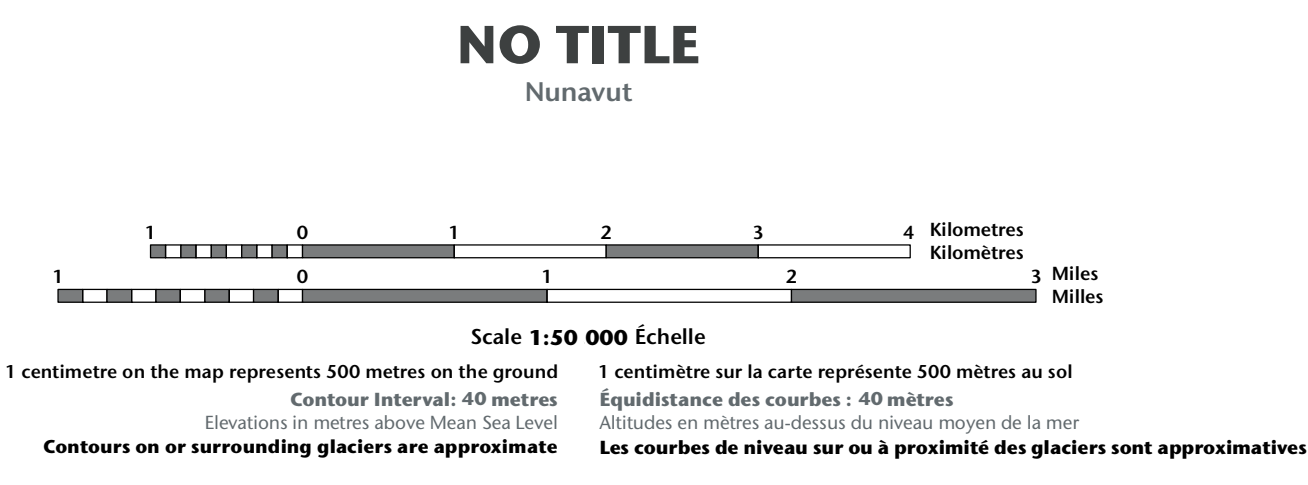 NO TITLE
Nunavut
1 0 1 2 3 4 Kilometres
Kilomètres
1 0 1 2 3 Miles
Milles
Scale 1:50 000 Échelle
1 centimetre on the map represents 500 metres on the ground
Contour Interval: 40 metres
Elevations in metres above Mean Sea Level
Contours on or surrounding glaciers are approximate
1 centimètre sur la carte représente 500 mètres au sol
Équidistance des courbes : 40 mètres
Altitudes en mètres au-dessus du niveau moyen de la mer
Les courbes de niveau sur ou à proximité des glaciers sont approximatives